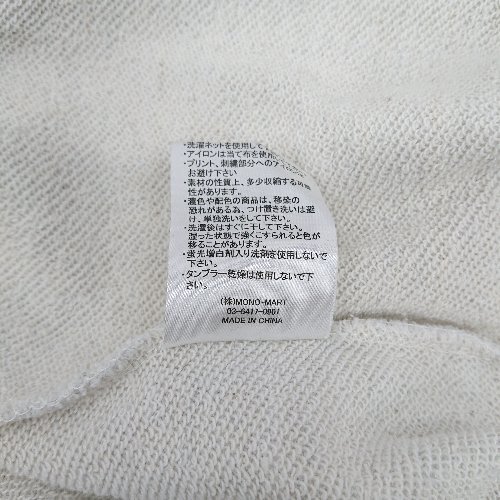 ・洗濯ネットを使用して
・アイロンは当て布を使用
・プリント、刺繍部分への
お避け下さい
・素材の性質上、多少収縮する可能
性があります。
・濃色や配色の商品は、移染の
恐れがある為、つけ置き洗いは避
け、単独洗いをして下さい。
・洗濯後はすぐに干して下さい。
湿った状態で強くこすられると色が
移ることがあります。
・蛍光増白剤入り洗剤を使用しないで下
さい。
・タンブラー乾燥は使用しないで下
さい。
(株)MONO-MART
03-6417-0901
MADE IN CHINA